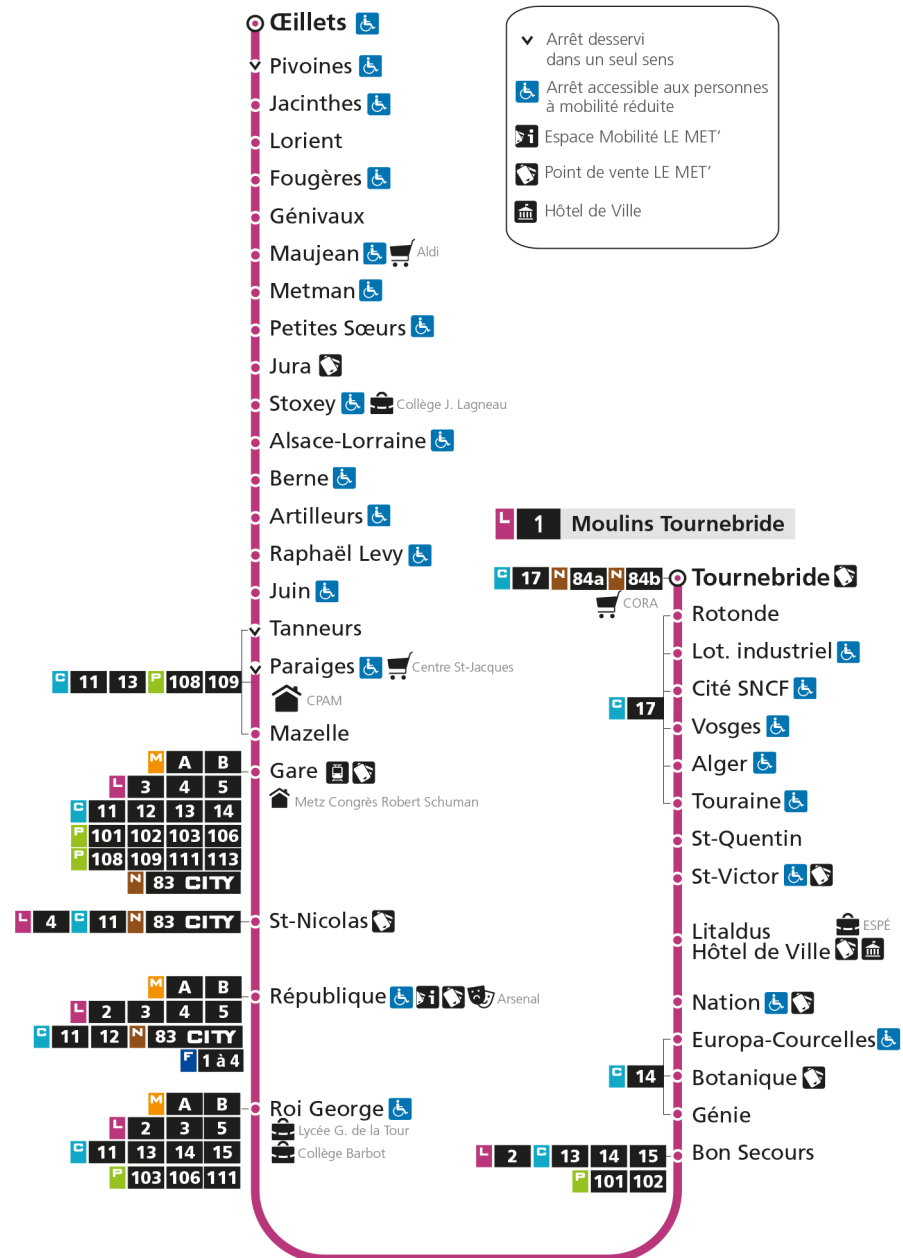 Œillets
Pivoines
Jacinthes
Lorient
Fougères
Génivaux
Maujean Aldi
Metman
Petites Sœurs
Jura
Stoxey Collège J. Lagneau
Alsace-Lorraine
Berne
Artilleurs
Raphaël Levy
Juin
Tanneurs
Paraiges Centre St-Jacques
C 11 13 P 108 109
CPAM
Mazelle
M A B
Gare
L 3 4 5
Metz Congrès Robert Schuman
C 11 12 13 14
P 101 102 103 106
P 108 109 111 113
N 83 CITY
L 4 C 11 N 83 CITY St-Nicolas
M A B
République i Arsenal
L 2 3 4 5
C 11 12 N 83 CITY
F 1 à 4
M A B
Roi George
L 2 3 5
Lycée G. de la Tour
C 11 13 14 15
Collège Barbot
P 103 106 111
Arrêt desservi
dans un seul sens
Arrêt accessible aux personnes
à mobilité réduite
i Espace Mobilité LE MET'
Point de vente LE MET'
Hôtel de Ville
L 1 Moulins Tournebride
C 17 N 84a N 84b Tournebride
CORA
Rotonde
Lot. industriel
Cité SNCF
C 17
Vosges
Alger
Touraine
St-Quentin
St-Victor
Litaldus ESPÉ
Hôtel de Ville
Nation
Europa-Courcelles
C 14 Botanique
Génie
L 2 C 13 14 15 Bon Secours
P 101 102